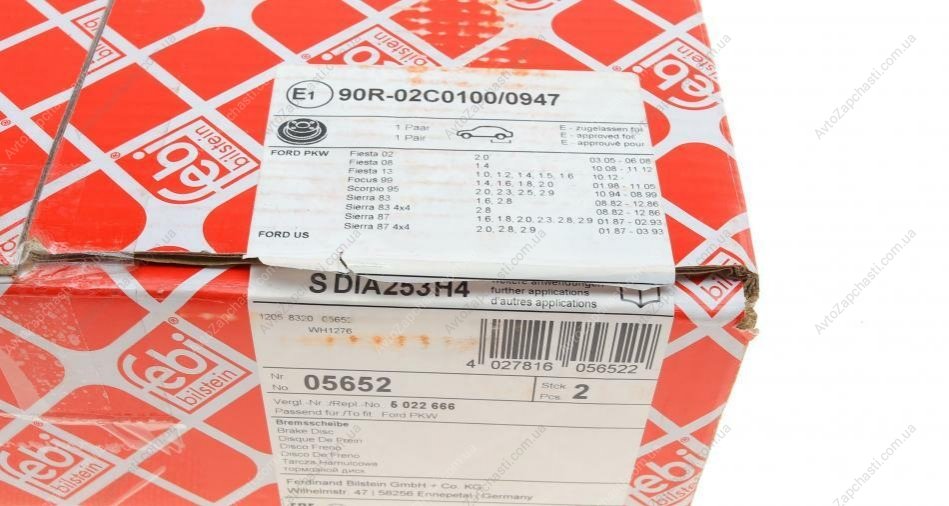 febi
bilstein
E1 90R-02C0100/0947
1 Paar
1 Pair
E - zugelassen für
E - approved for
E - approuvé pour
FORD PKW
Fiesta 02 2.0 03.05 - 06.08
Fiesta 08 1.4 10.08 - 11.12
Fiesta 13 1.0, 1.2, 1.4, 1.5, 1.6 10.12 -
Focus 99 1.4, 1.6, 1.8, 2.0 01.98 - 11.05
Scorpio 95 2.0, 2.3, 2.5, 2.9 10.94 - 08.99
Sierra 83 1.6, 2.8 08.82 - 12.86
Sierra 83 4x4 2.8 08.82 - 12.86
Sierra 87 1.6, 1.8, 2.0, 2.3, 2.8, 2.9 01.87 - 02.93
Sierra 87 4x4 2.0, 2.8, 2.9 01.87 - 03.93
FORD US
S DIA253H4
further applications
d'autres applications
1205 8320 05652
WH1276
4 027816 056522
Nr.
No. 05652
Stck.
Pcs. 2
Vergl.-Nr. /Repl.-No. 5 022 666
Passend für /To fit: Ford PKW
Bremsscheibe
Brake Disc
Disque De Frein
Disco Freno
Disco De Freno
Tarcza Hamulcowa
тормозной диск
Ferdinand Bilstein GmbH + Co. KG
Wilhelmstr. 47 | 58256 Ennepetal / Germany
febi
bilstein
febi
bilstein
febi
bilstein
febi
AvtoZapchasti.com.ua